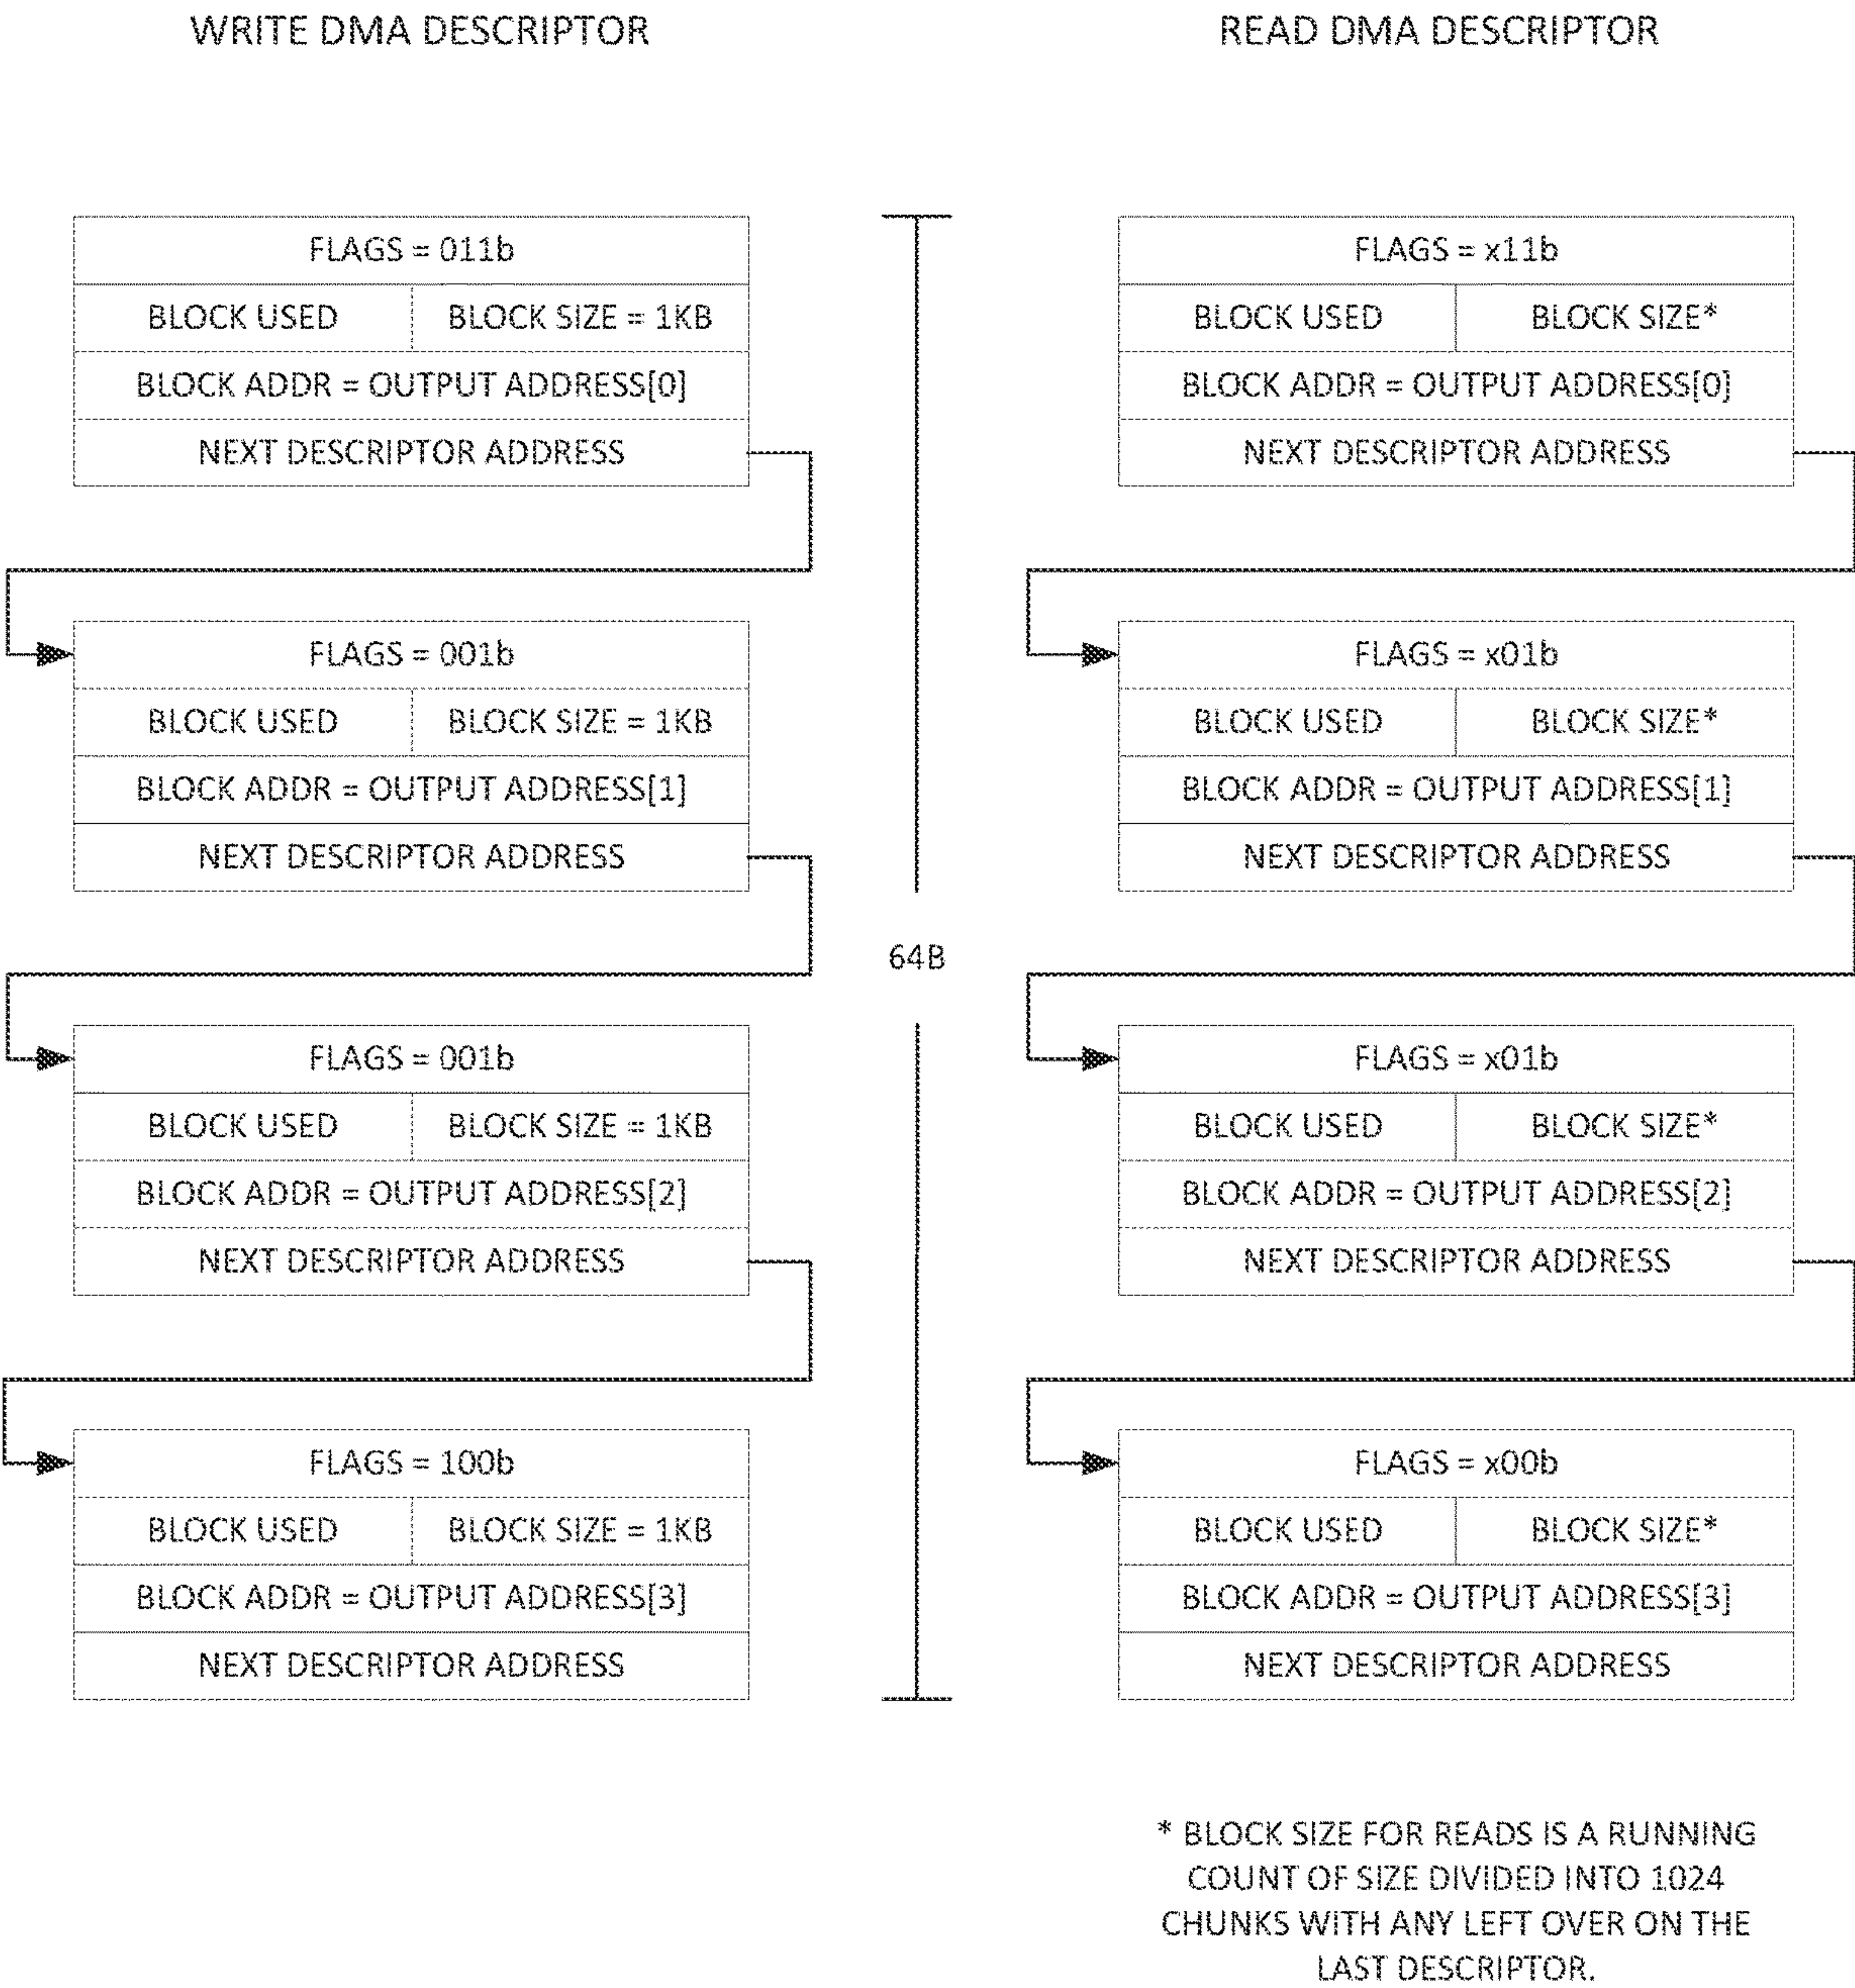 WRITE DMA DESCRIPTOR
FLAGS = 011b
BLOCK USED
BLOCK SIZE = 1KB
BLOCK ADDR = OUTPUT ADDRESS[0]
NEXT DESCRIPTOR ADDRESS
FLAGS = 001b
BLOCK USED
BLOCK SIZE = 1KB
BLOCK ADDR = OUTPUT ADDRESS[1]
NEXT DESCRIPTOR ADDRESS
FLAGS = 001b
BLOCK USED
BLOCK SIZE = 1KB
BLOCK ADDR = OUTPUT ADDRESS[2]
NEXT DESCRIPTOR ADDRESS
FLAGS = 100b
BLOCK USED
BLOCK SIZE = 1KB
BLOCK ADDR = OUTPUT ADDRESS[3]
NEXT DESCRIPTOR ADDRESS
64B
READ DMA DESCRIPTOR
FLAGS = x11b
BLOCK USED
BLOCK SIZE*
BLOCK ADDR = OUTPUT ADDRESS[0]
NEXT DESCRIPTOR ADDRESS
FLAGS = x01b
BLOCK USED
BLOCK SIZE*
BLOCK ADDR = OUTPUT ADDRESS[1]
NEXT DESCRIPTOR ADDRESS
FLAGS = x01b
BLOCK USED
BLOCK SIZE*
BLOCK ADDR = OUTPUT ADDRESS[2]
NEXT DESCRIPTOR ADDRESS
FLAGS = x00b
BLOCK USED
BLOCK SIZE*
BLOCK ADDR = OUTPUT ADDRESS[3]
NEXT DESCRIPTOR ADDRESS
* BLOCK SIZE FOR READS IS A RUNNING
COUNT OF SIZE DIVIDED INTO 1024
CHUNKS WITH ANY LEFT OVER ON THE
LAST DESCRIPTOR.